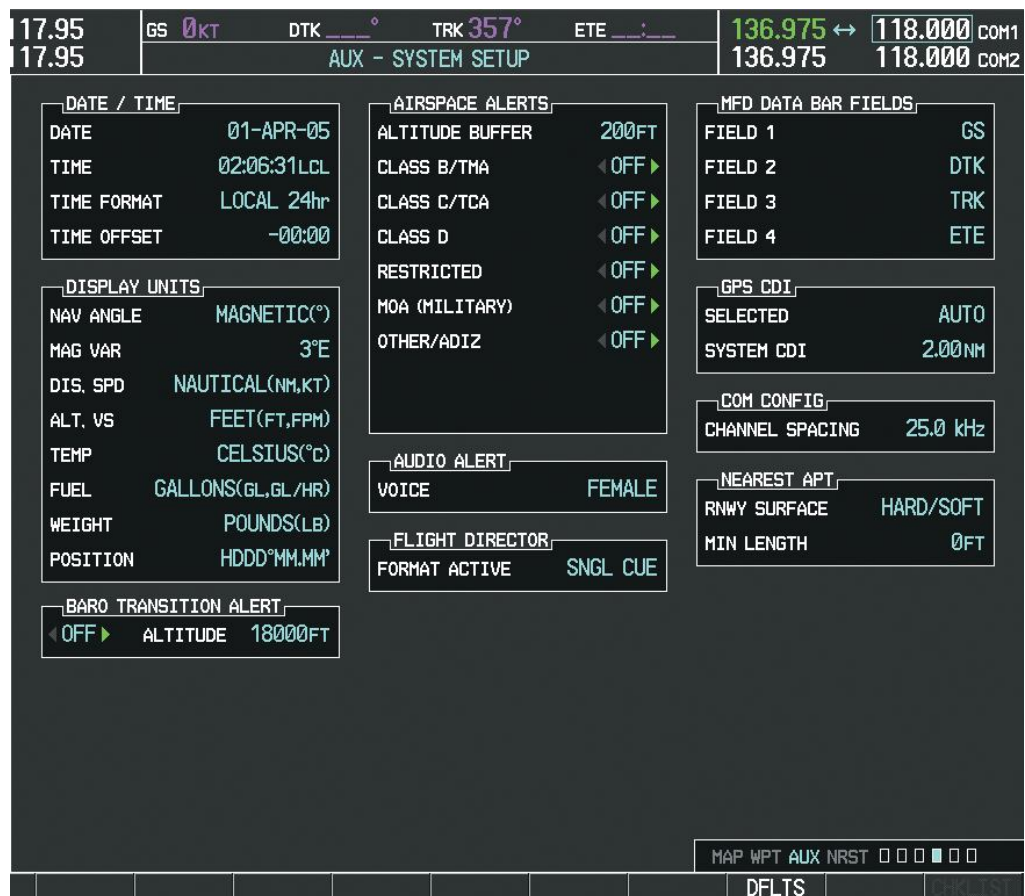 17.95 GS 0KT DTK ___° TRK 357° ETE __:__ 136.975 ↔ 118.000 COM1
17.95 AUX - SYSTEM SETUP 136.975 118.000 COM2
DATE / TIME
DATE 01-APR-05
TIME 02:06:31LCL
TIME FORMAT LOCAL 24hr
TIME OFFSET -00:00
DISPLAY UNITS
NAV ANGLE MAGNETIC(°)
MAG VAR 3°E
DIS, SPD NAUTICAL(NM,KT)
ALT, VS FEET(FT,FPM)
TEMP CELSIUS(°C)
FUEL GALLONS(GL,GL/HR)
WEIGHT POUNDS(LB)
POSITION HDDD°MM.MM'
BARO TRANSITION ALERT
OFF ALTITUDE 18000FT
AIRSPACE ALERTS
ALTITUDE BUFFER 200FT
CLASS B/TMA OFF
CLASS C/TCA OFF
CLASS D OFF
RESTRICTED OFF
MOA (MILITARY) OFF
OTHER/ADIZ OFF
AUDIO ALERT
VOICE FEMALE
FLIGHT DIRECTOR
FORMAT ACTIVE SNGL CUE
MFD DATA BAR FIELDS
FIELD 1 GS
FIELD 2 DTK
FIELD 3 TRK
FIELD 4 ETE
GPS CDI
SELECTED AUTO
SYSTEM CDI 2.00NM
COM CONFIG
CHANNEL SPACING 25.0 kHz
NEAREST APT
RNWY SURFACE HARD/SOFT
MIN LENGTH 0FT
MAP WPT AUX NRST
DFLTS CHKLIST